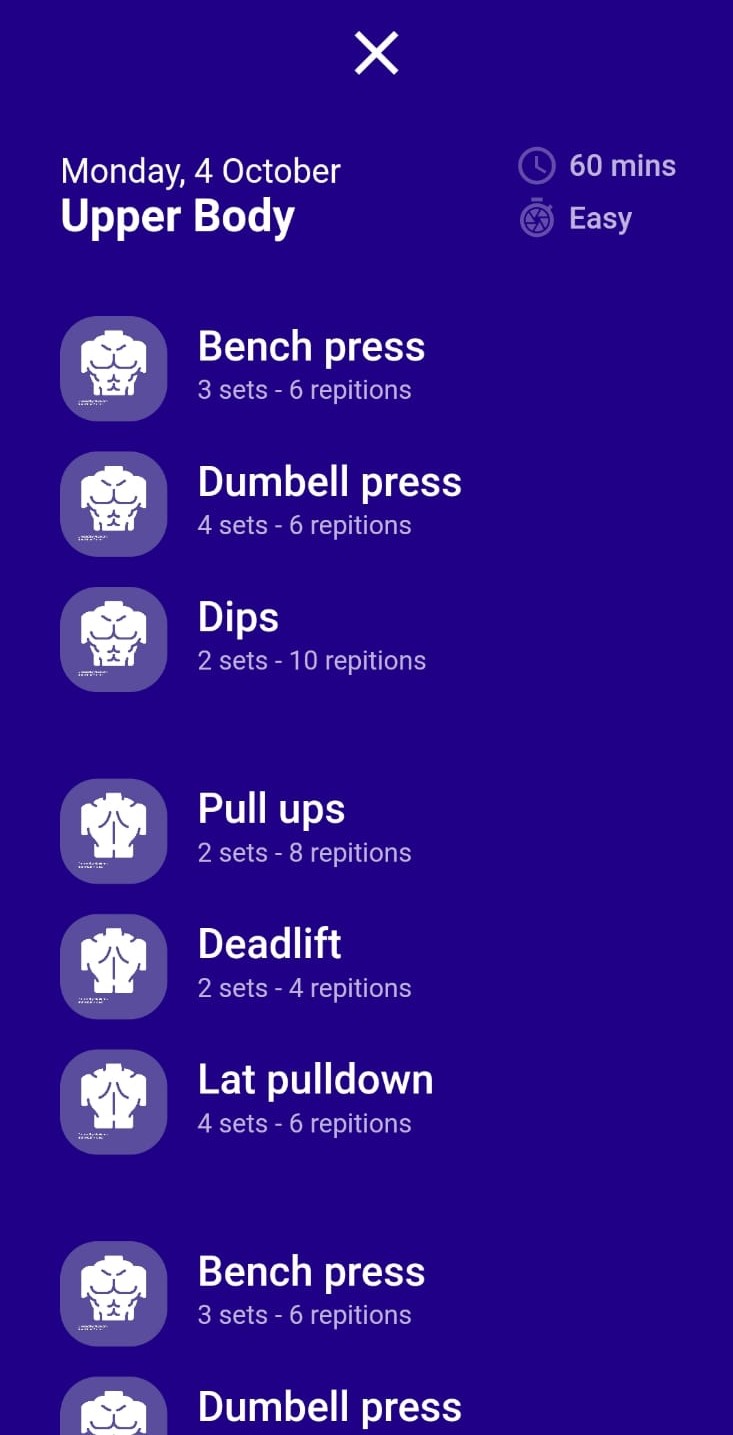 Monday, 4 October
Upper Body
60 mins
Easy
Bench press
3 sets - 6 repitions
Dumbell press
4 sets - 6 repitions
Dips
2 sets - 10 repitions
Pull ups
2 sets - 8 repitions
Deadlift
2 sets - 4 repitions
Lat pulldown
4 sets - 6 repitions
Bench press
3 sets - 6 repitions
Dumbell press